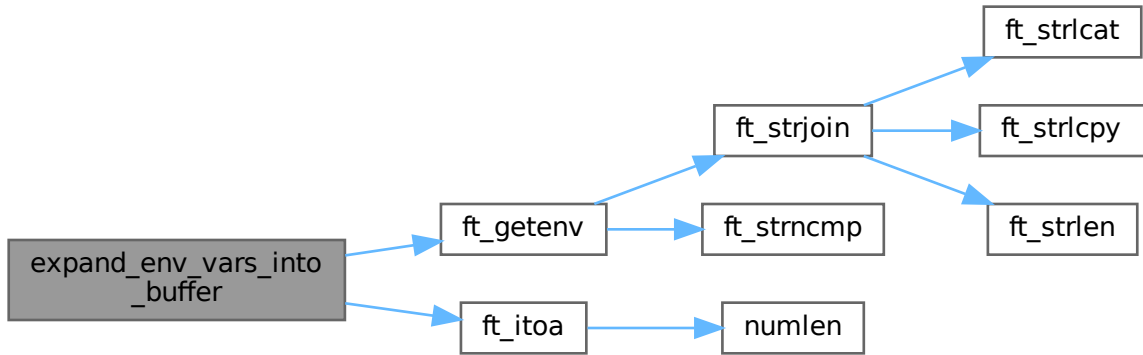 expand_env_vars_into
_buffer
ft_getenv
ft_itoa
ft_strjoin
ft_strncmp
numlen
ft_strlcat
ft_strlcpy
ft_strlen